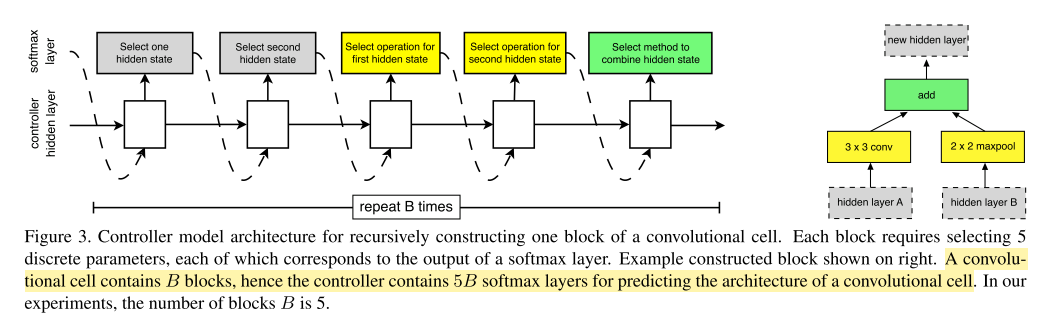 softmax
layer
controller
hidden layer
Select one
hidden state
Select second
hidden state
Select operation for
first hidden state
Select operation for
second hidden state
Select method to
combine hidden state
repeat B times
new hidden layer
add
3 x 3 conv
2 x 2 maxpool
hidden layer A
hidden layer B
Figure 3. Controller model architecture for recursively constructing one block of a convolutional cell. Each block requires selecting 5
discrete parameters, each of which corresponds to the output of a softmax layer. Example constructed block shown on right. A convolu-
tional cell contains B blocks, hence the controller contains 5B softmax layers for predicting the architecture of a convolutional cell. In our
experiments, the number of blocks B is 5.